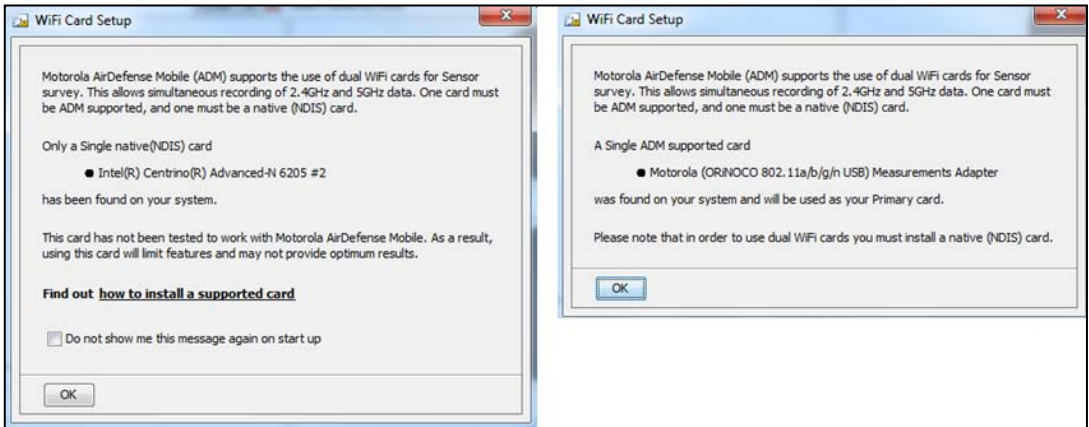 WiFi Card Setup
Motorola AirDefense Mobile (ADM) supports the use of dual WiFi cards for Sensor
survey. This allows simultaneous recording of 2.4GHz and 5GHz data. One card must
be ADM supported, and one must be a native (NDIS) card.
Only a Single native(NDIS) card
● Intel(R) Centrino(R) Advanced-N 6205 #2
has been found on your system.
This card has not been tested to work with Motorola AirDefense Mobile. As a result,
using this card will limit features and may not provide optimum results.
Find out how to install a supported card
Do not show me this message again on start up
OK
WiFi Card Setup
Motorola AirDefense Mobile (ADM) supports the use of dual WiFi cards for Sensor
survey. This allows simultaneous recording of 2.4GHz and 5GHz data. One card must
be ADM supported, and one must be a native (NDIS) card.
A Single ADM supported card
● Motorola (ORiNOCO 802.11a/b/g/n USB) Measurements Adapter
was found on your system and will be used as your Primary card.
Please note that in order to use dual WiFi cards you must install a native (NDIS) card.
OK